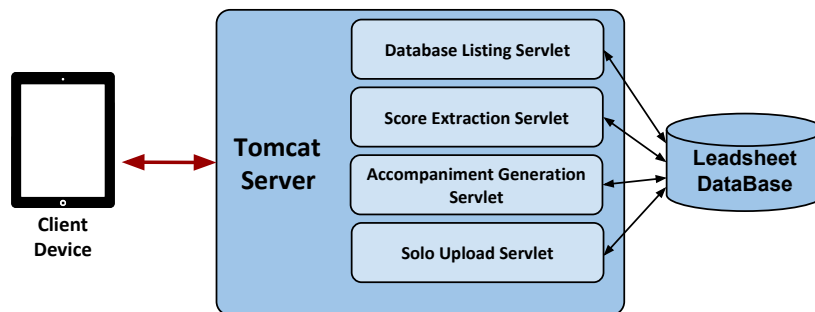 Database Listing Servlet
Score Extraction Servlet
Tomcat
Server
Accompaniment Generation
Servlet
Solo Upload Servlet
Leadsheet
DataBase
Client
Device